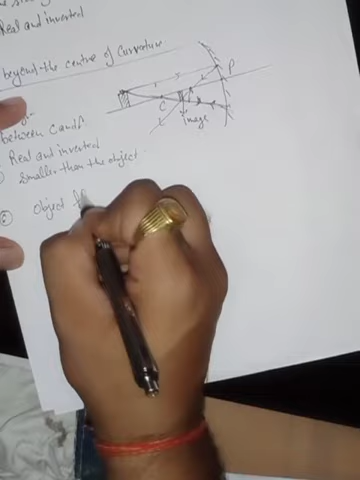 Real and inverted
beyond the centre of Curvature
P
C
image
between C and F
Real and inverted
Smaller than the object
Object